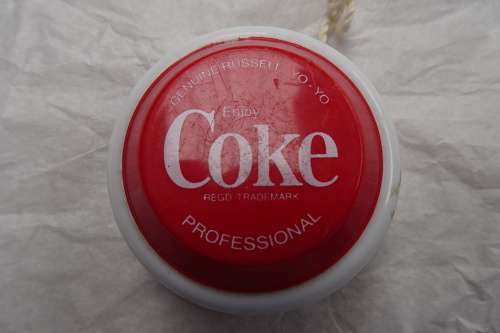 GENUINE RUSSELL YO-YO
Enjoy
Coke
REGD TRADEMARK
PROFESSIONAL